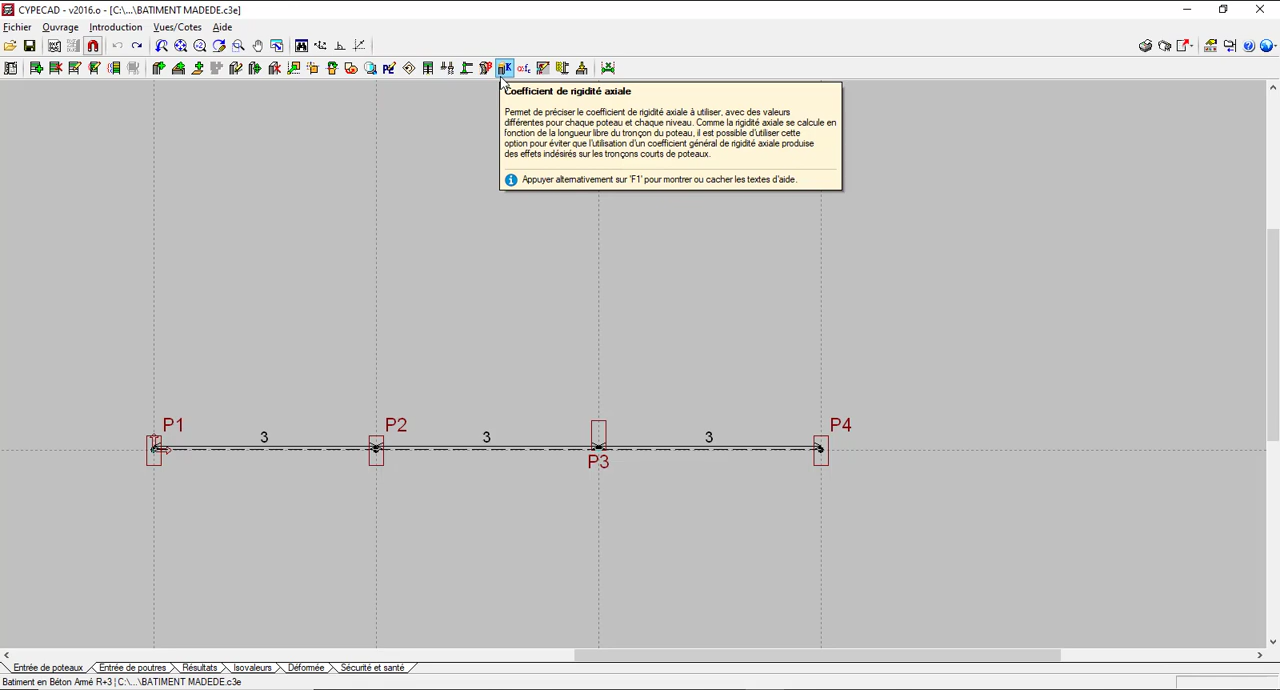 CYPECAD - v2016.o - [C:\...\BATIMENT MADEDE.c3e]
Fichier Ouvrage Introduction Vues/Cotes Aide
Coefficient de rigidité axiale
Permet de préciser le coefficient de rigidité axiale à utiliser, avec des valeurs
différentes pour chaque poteau et chaque niveau. Comme la rigidité axiale se calcule en
fonction de la longueur libre du tronçon du poteau, il est possible d'utiliser cette
option pour éviter que l'utilisation d'un coefficient général de rigidité axiale produise
des effets indésirés sur les tronçons courts de poteaux.
Appuyer alternativement sur 'F1' pour montrer ou cacher les textes d'aide.
P1 3 P2 3 3 P4
P3
Entrée de poteaux Entrée de poutres Résultats Isovaleurs Déformée Sécurité et santé
Batiment en Béton Armé R+3 | C:\...\BATIMENT MADEDE.c3e